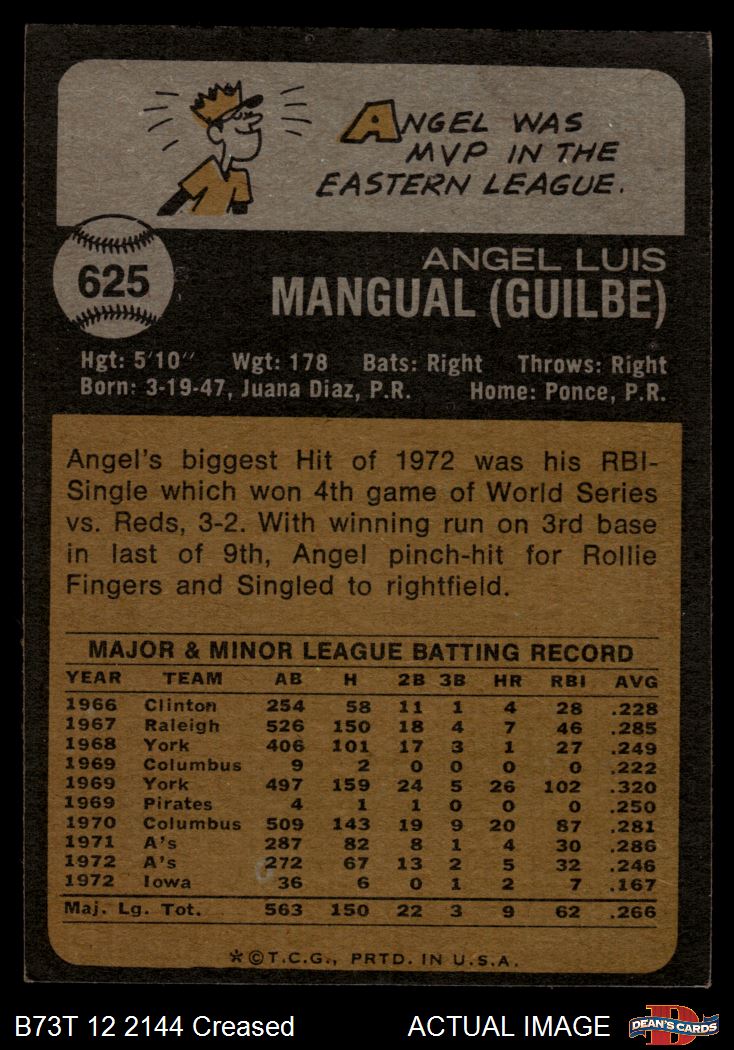 ANGEL WAS
MVP IN THE
EASTERN LEAGUE.
625
ANGEL LUIS
MANGUAL (GUILBE)
Hgt: 5'10" Wgt: 178 Bats: Right Throws: Right
Born: 3-19-47, Juana Diaz, P.R. Home: Ponce, P.R.
Angel's biggest Hit of 1972 was his RBI-
Single which won 4th game of World Series
vs. Reds, 3-2. With winning run on 3rd base
in last of 9th, Angel pinch-hit for Rollie
Fingers and Singled to rightfield.
MAJOR & MINOR LEAGUE BATTING RECORD
YEAR TEAM AB H 2B 3B HR RBI AVG
1966 Clinton 254 58 11 1 4 28 .228
1967 Raleigh 526 150 18 4 7 46 .285
1968 York 406 101 17 3 1 27 .249
1969 Columbus 9 2 0 0 0 0 .222
1969 York 497 159 24 5 26 102 .320
1969 Pirates 4 1 1 0 0 0 .250
1970 Columbus 509 143 19 9 20 87 .281
1971 A's 287 82 8 1 4 30 .286
1972 A's 272 67 13 2 5 32 .246
1972 Iowa 36 6 0 1 2 7 .167
Maj. Lg. Tot. 563 150 22 3 9 62 .266
*©T.C.G., PRTD. IN U.S.A.
B73T 12 2144 Creased ACTUAL IMAGE
D
DEAN'S CARDS